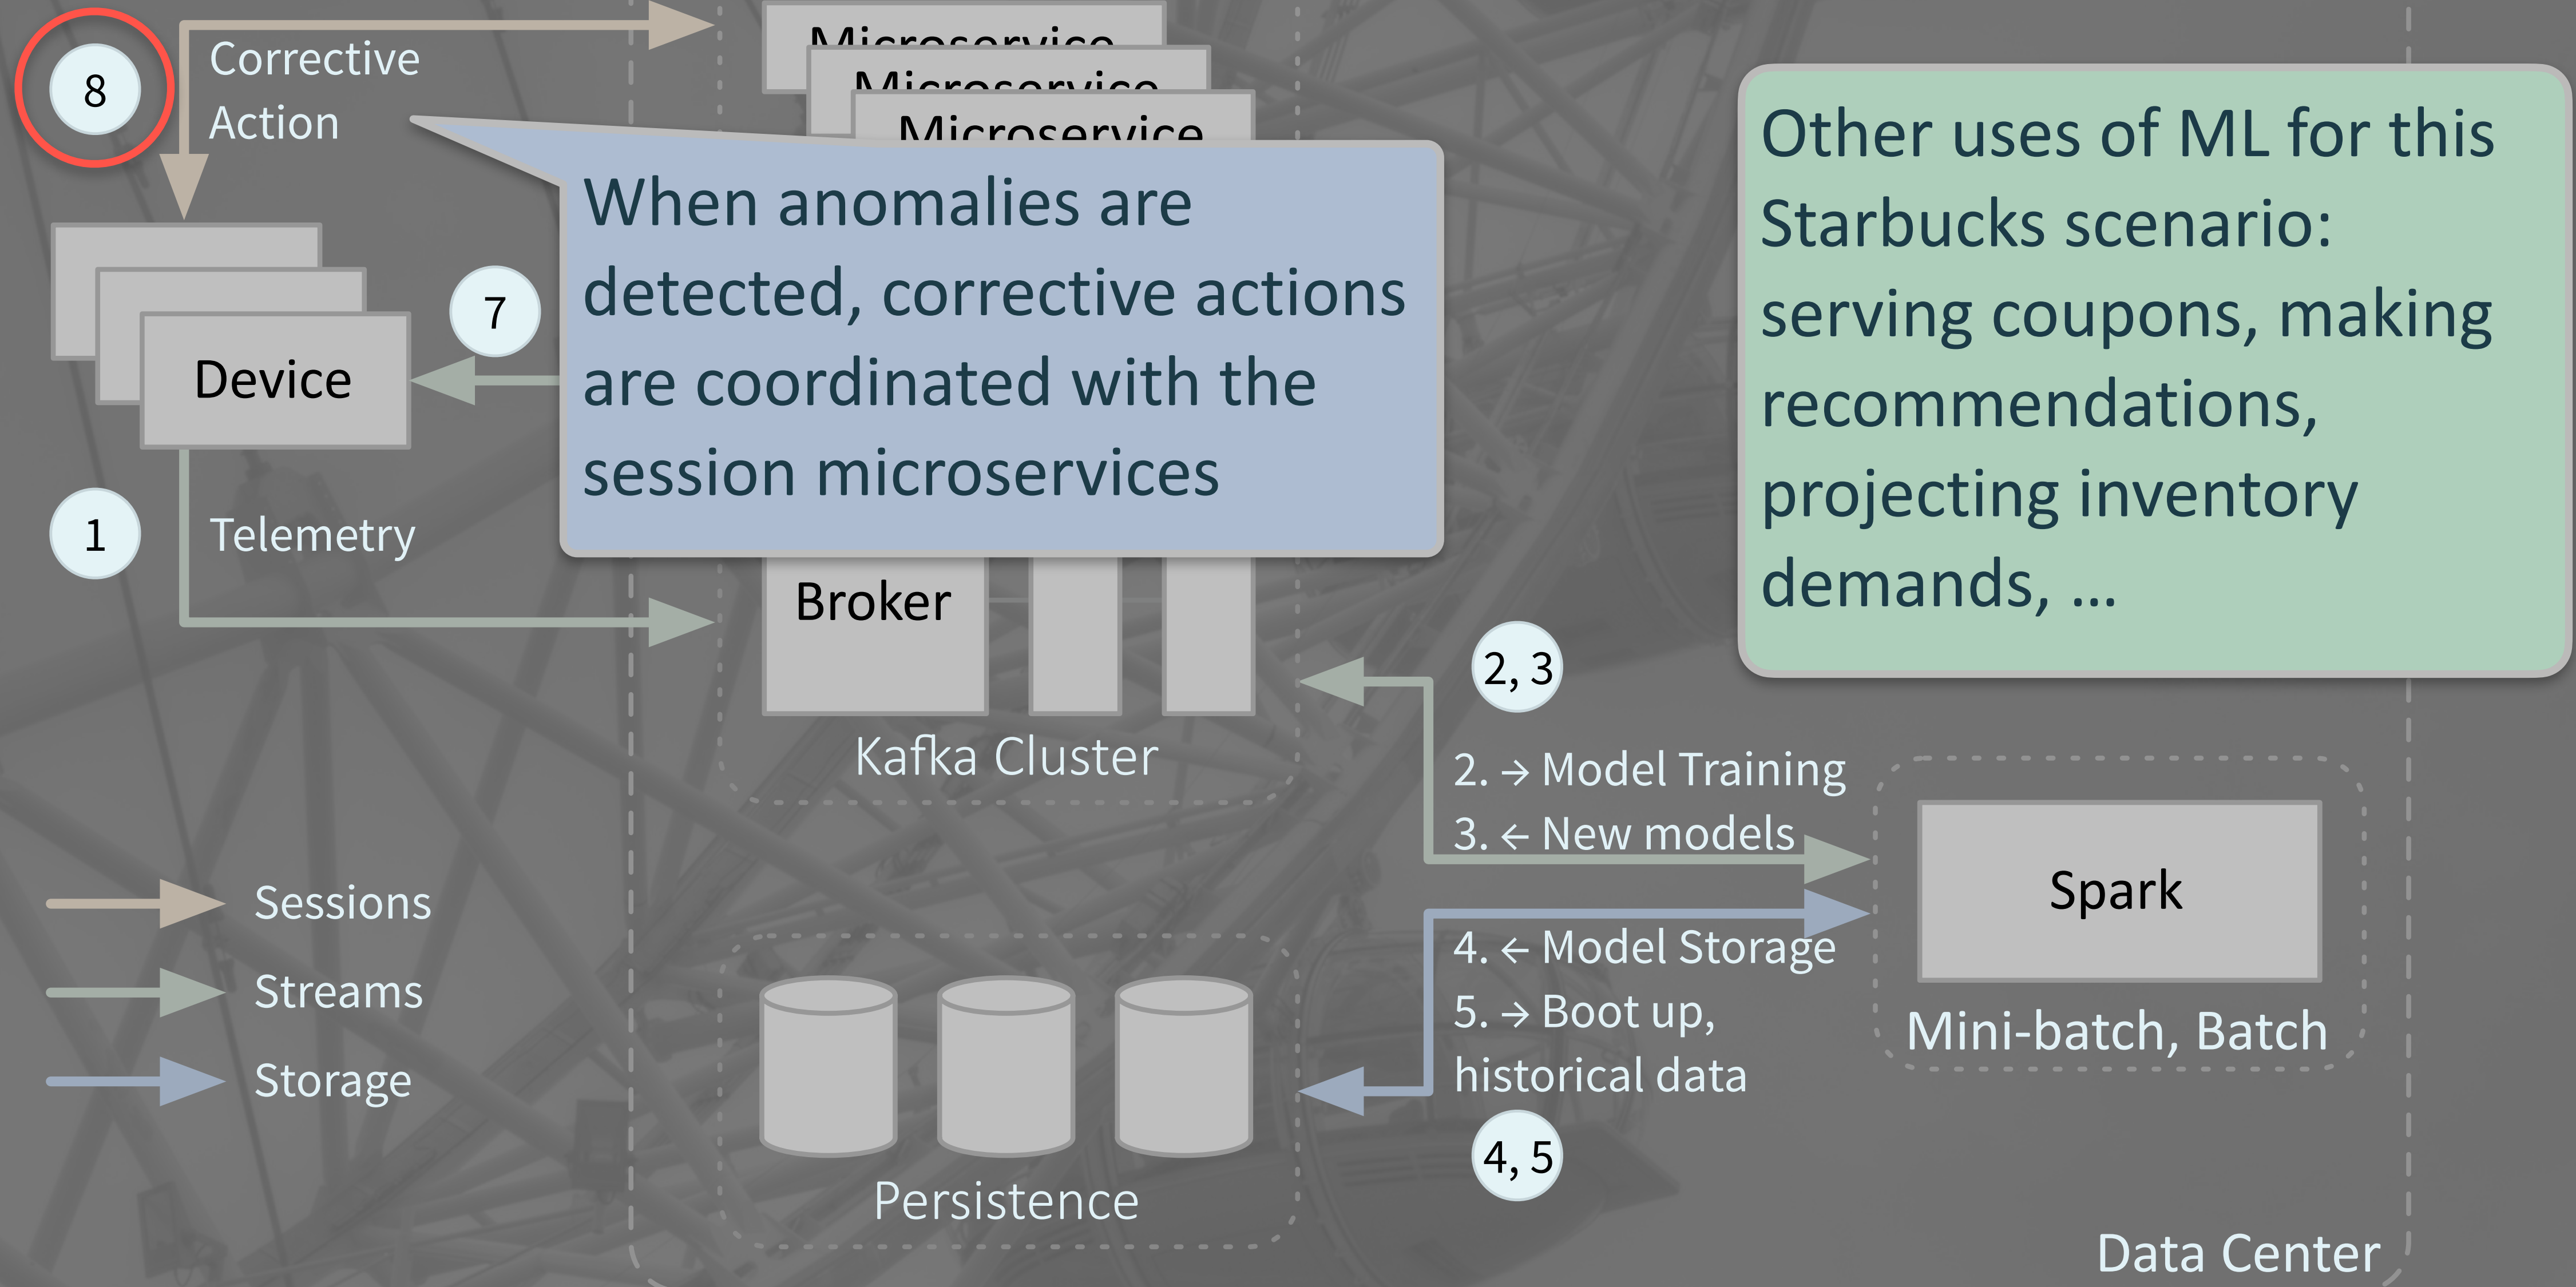 8
Corrective
Action
Microservice
Microservice
Microservice
When anomalies are
detected, corrective actions
are coordinated with the
session microservices
Other uses of ML for this
Starbucks scenario:
serving coupons, making
recommendations,
projecting inventory
demands, ...
7
Device
1
Telemetry
Broker
Kafka Cluster
2, 3
2. → Model Training
3. ← New models
Spark
Mini-batch, Batch
4. ← Model Storage
5. → Boot up,
historical data
4, 5
Sessions
Streams
Storage
Persistence
Data Center